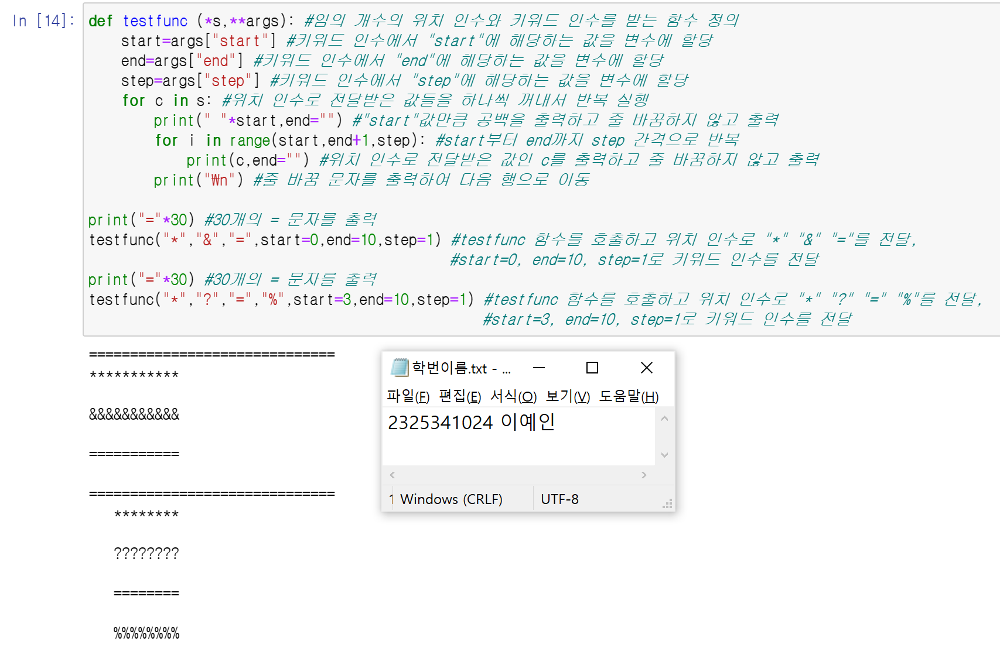 In [14]:
def testfunc (*s,**args): #임의 개수의 위치 인수와 키워드 인수를 받는 함수 정의
    start=args["start"] #키워드 인수에서 "start"에 해당하는 값을 변수에 할당
    end=args["end"] #키워드 인수에서 "end"에 해당하는 값을 변수에 할당
    step=args["step"] #키워드 인수에서 "step"에 해당하는 값을 변수에 할당
    for c in s: #위치 인수로 전달받은 값들을 하나씩 꺼내서 반복 실행
        print(" "*start,end="") #"start"값만큼 공백을 출력하고 줄 바꿈하지 않고 출력
        for i in range(start,end+1,step): #start부터 end까지 step 간격으로 반복
            print(c,end="") #위치 인수로 전달받은 값인 c를 출력하고 줄 바꿈하지 않고 출력
        print("₩n") #줄 바꿈 문자를 출력하여 다음 행으로 이동
print("="*30) #30개의 = 문자를 출력
testfunc("*","&","=",start=0,end=10,step=1) #testfunc 함수를 호출하고 위치 인수로 "*" "&" "="를 전달,
#start=0, end=10, step=1로 키워드 인수를 전달
print("="*30) #30개의 = 문자를 출력
testfunc("*","?","=","%",start=3,end=10,step=1) #testfunc 함수를 호출하고 위치 인수로 "*" "?" "=" "%"를 전달,
#start=3, end=10, step=1로 키워드 인수를 전달
==============================
***********
&&&&&&&&&&&
===========
==============================
   ********
   ????????
   ========
   %%%%%%%%
학번이름.txt - ...
파일(F) 편집(E) 서식(O) 보기(V) 도움말(H)
2325341024 이예인
1 Windows (CRLF) UTF-8